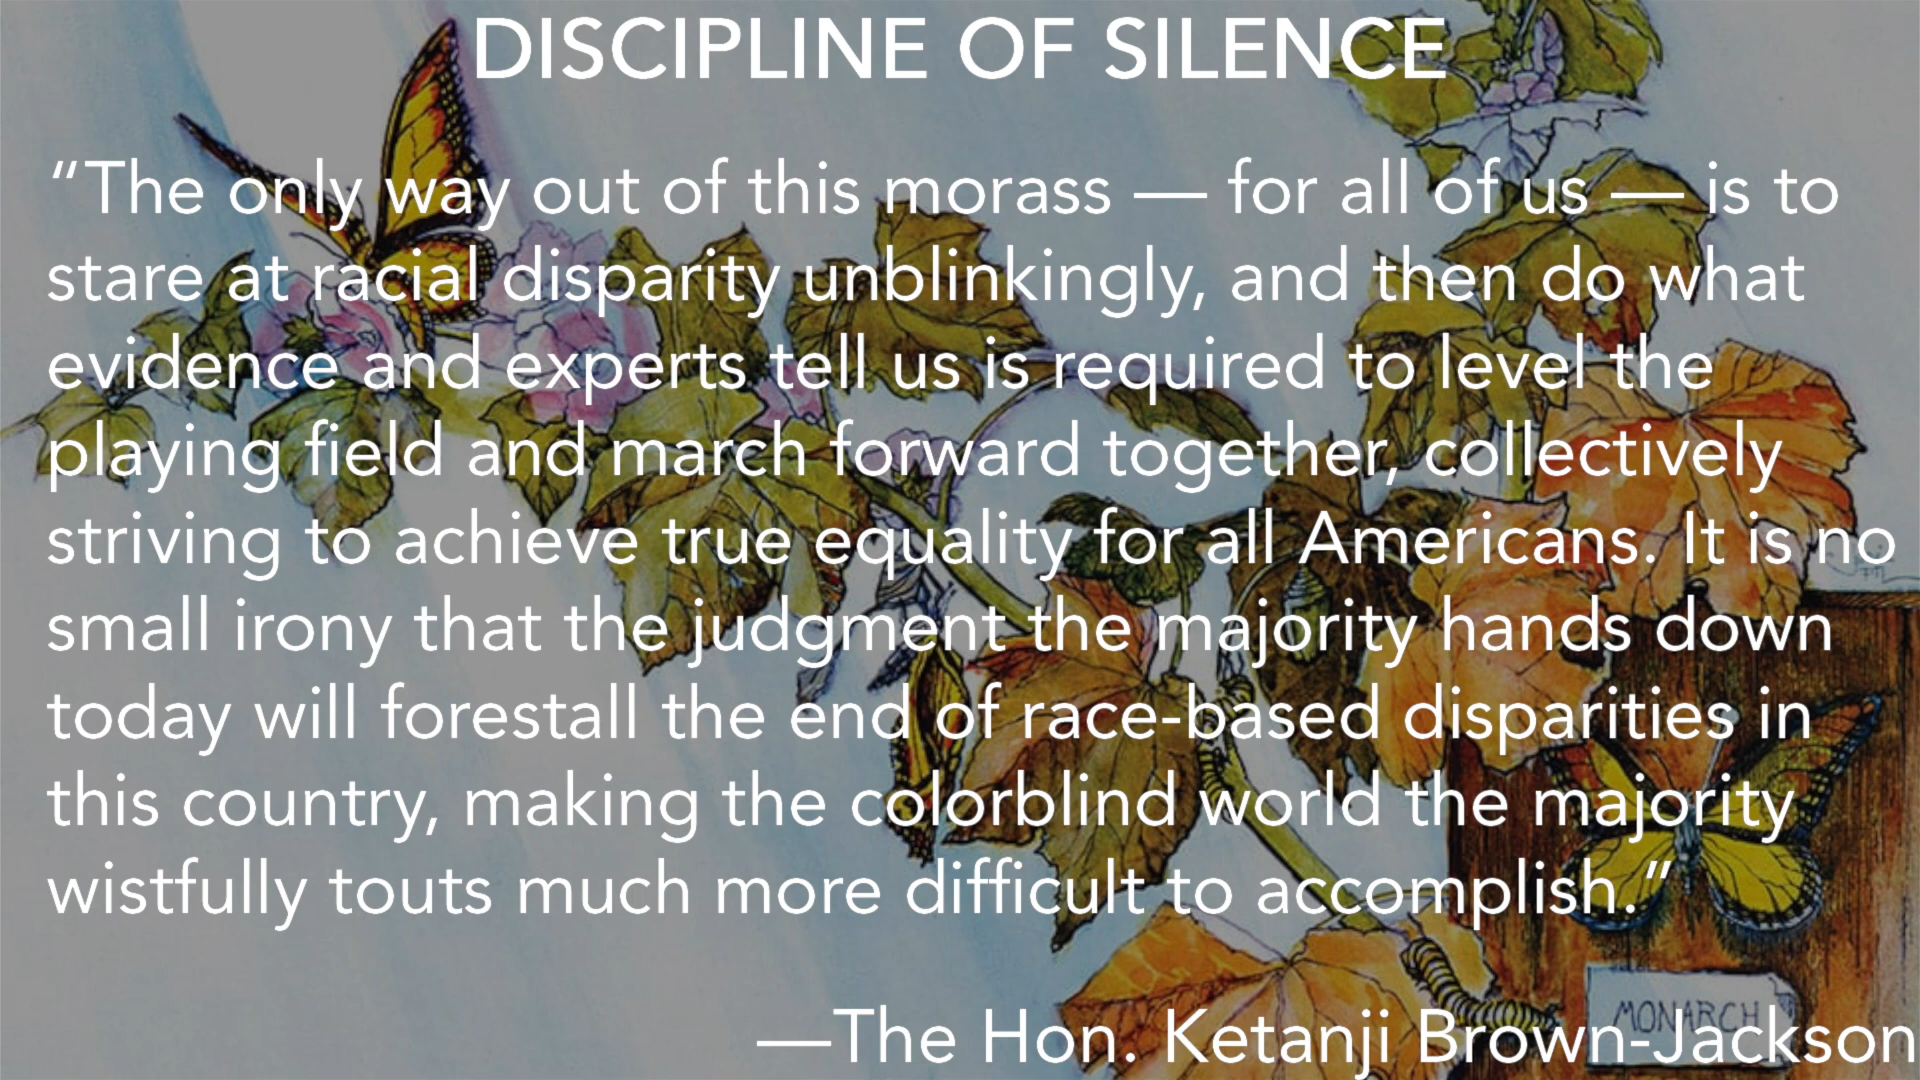 DISCIPLINE OF SILENCE
“The only way out of this morass — for all of us — is to
stare at racial disparity unblinkingly, and then do what
evidence and experts tell us is required to level the
playing field and march forward together, collectively
striving to achieve true equality for all Americans. It is no
small irony that the judgment the majority hands down
today will forestall the end of race-based disparities in
this country, making the colorblind world the majority
wistfully touts much more difficult to accomplish.”
MONARCH
—The Hon. Ketanji Brown-Jackson